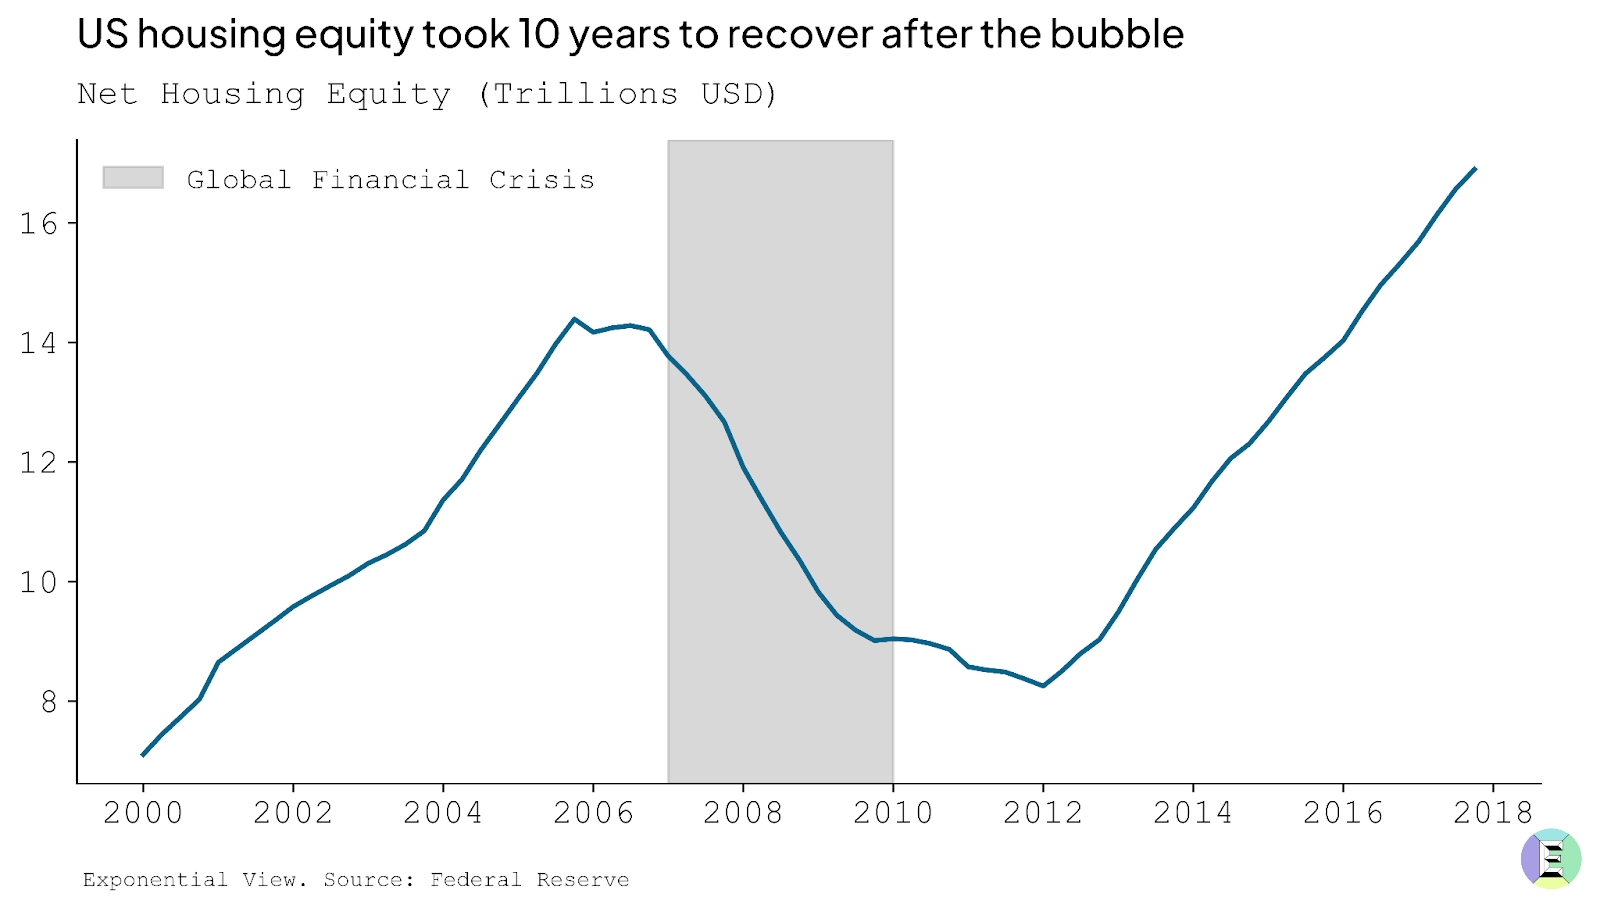 US housing equity took 10 years to recover after the bubble
Net Housing Equity (Trillions USD)
Global Financial Crisis
16
14
12
10
8
2000 2002 2004 2006 2008 2010 2012 2014 2016 2018
E
Exponential View. Source: Federal Reserve